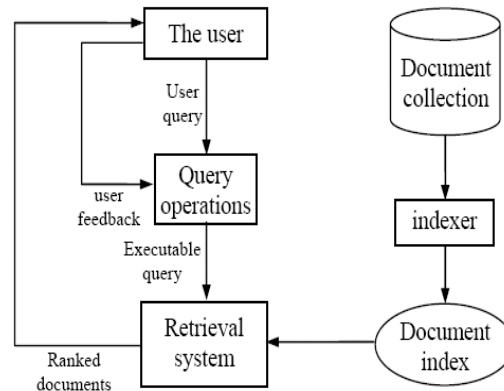 The user
User
query
user
feedback
Query
operations
Executable
query
Retrieval
system
Ranked
documents
Document
collection
indexer
Document
index